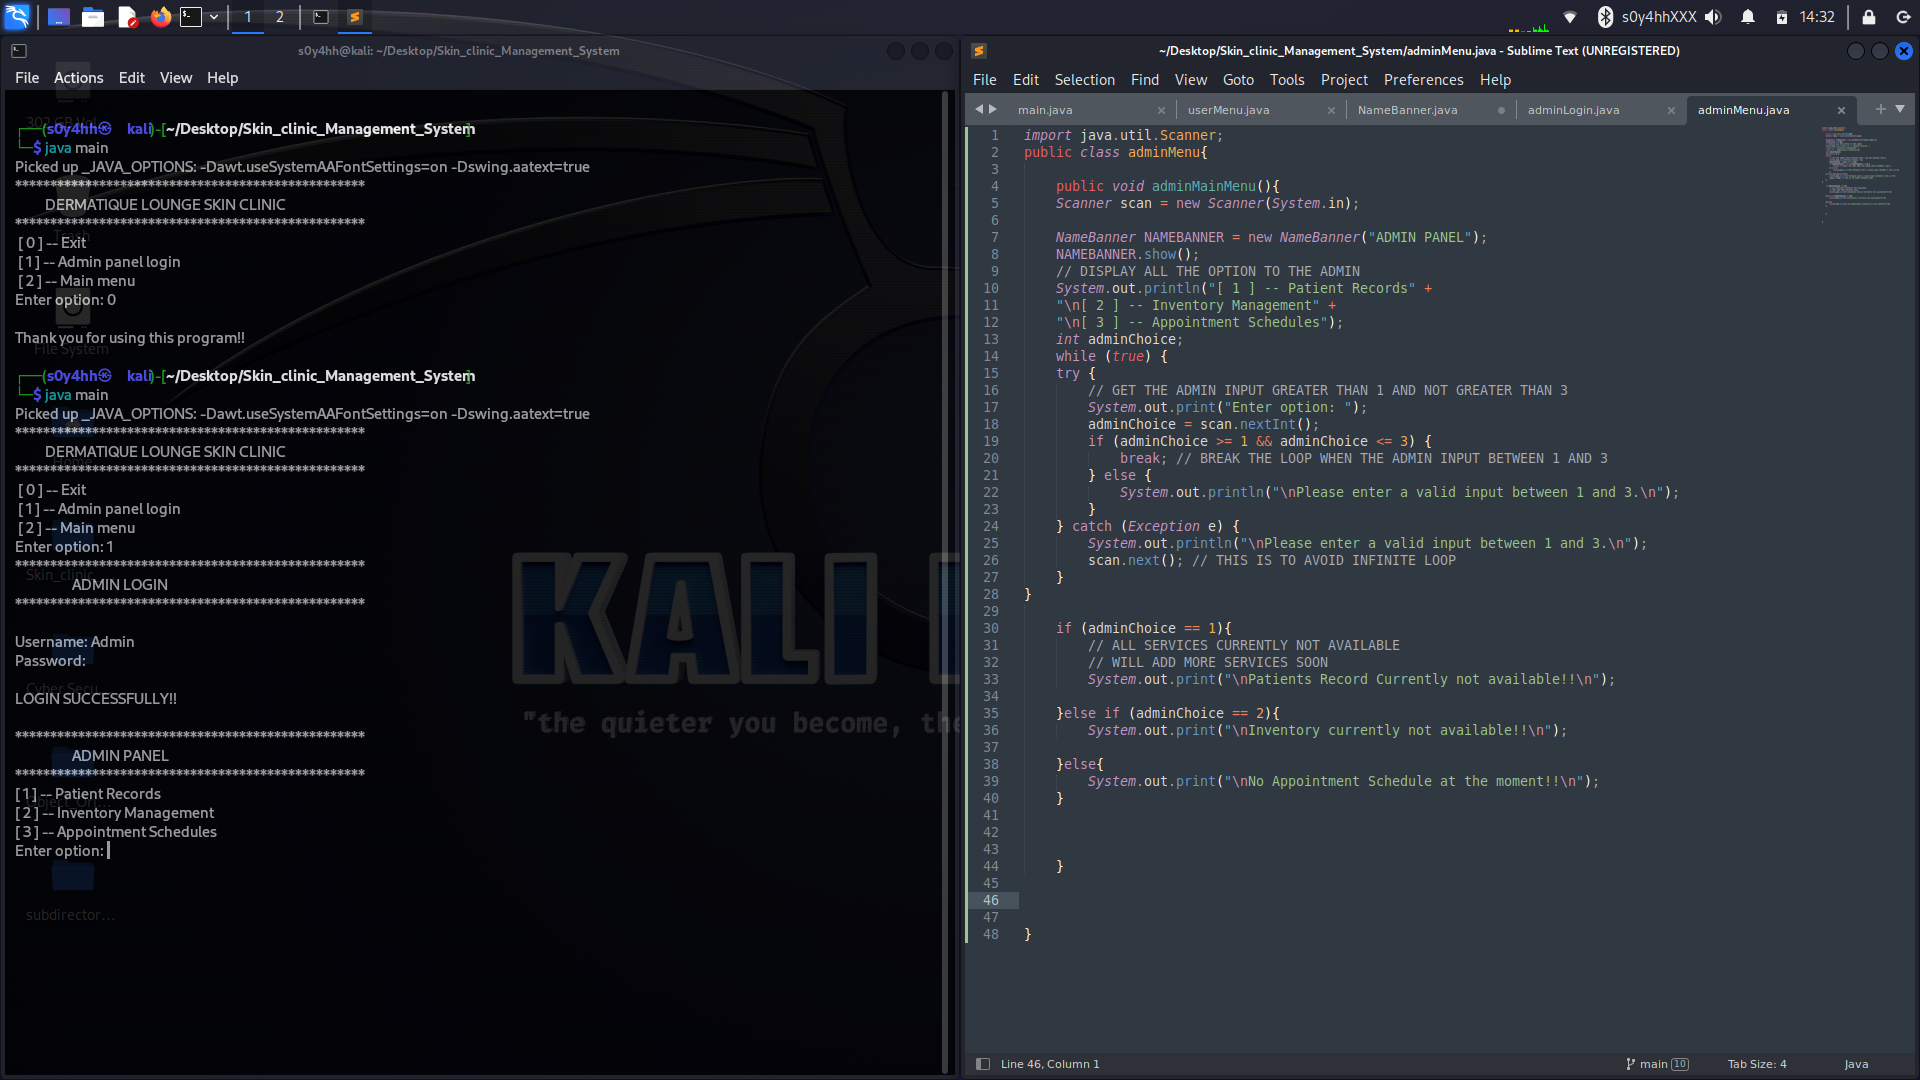 1
2
s0y4hhXXX
14:32
s0y4hh@kali: ~/Desktop/Skin_clinic_Management_System
File Actions Edit View Help
┌──(s0y4hh㉿kali)-[~/Desktop/Skin_clinic_Management_System]
└─$ java main
Picked up _JAVA_OPTIONS: -Dawt.useSystemAAFontSettings=on -Dswing.aatext=true
**************************************************
DERMATIQUE LOUNGE SKIN CLINIC
**************************************************
[ 0 ] -- Exit
[ 1 ] -- Admin panel login
[ 2 ] -- Main menu
Enter option: 0
Thank you for using this program!!
┌──(s0y4hh㉿kali)-[~/Desktop/Skin_clinic_Management_System]
└─$ java main
Picked up _JAVA_OPTIONS: -Dawt.useSystemAAFontSettings=on -Dswing.aatext=true
**************************************************
DERMATIQUE LOUNGE SKIN CLINIC
**************************************************
[ 0 ] -- Exit
[ 1 ] -- Admin panel login
[ 2 ] -- Main menu
Enter option: 1
**************************************************
ADMIN LOGIN
**************************************************
Username: Admin
Password:
LOGIN SUCCESSFULLY!!
**************************************************
ADMIN PANEL
**************************************************
[ 1 ] -- Patient Records
[ 2 ] -- Inventory Management
[ 3 ] -- Appointment Schedules
Enter option:
Trash
File System
Home
Skin_clinic
Cyber Secu
subdirector...
KALI
"the quieter you become, the
~/Desktop/Skin_clinic_Management_System/adminMenu.java - Sublime Text (UNREGISTERED)
File Edit Selection Find View Goto Tools Project Preferences Help
main.java userMenu.java NameBanner.java adminLogin.java adminMenu.java
1 import java.util.Scanner;
2 public class adminMenu{
3
4 public void adminMainMenu(){
5 Scanner scan = new Scanner(System.in);
6
7 NameBanner NAMEBANNER = new NameBanner("ADMIN PANEL");
8 NAMEBANNER.show();
9 // DISPLAY ALL THE OPTION TO THE ADMIN
10 System.out.println("[ 1 ] -- Patient Records" +
11 "\n[ 2 ] -- Inventory Management" +
12 "\n[ 3 ] -- Appointment Schedules");
13 int adminChoice;
14 while (true) {
15 try {
16 // GET THE ADMIN INPUT GREATER THAN 1 AND NOT GREATER THAN 3
17 System.out.print("Enter option: ");
18 adminChoice = scan.nextInt();
19 if (adminChoice >= 1 && adminChoice <= 3) {
20 break; // BREAK THE LOOP WHEN THE ADMIN INPUT BETWEEN 1 AND 3
21 } else {
22 System.out.println("\nPlease enter a valid input between 1 and 3.\n");
23 }
24 } catch (Exception e) {
25 System.out.println("\nPlease enter a valid input between 1 and 3.\n");
26 scan.next(); // THIS IS TO AVOID INFINITE LOOP
27 }
28 }
29
30 if (adminChoice == 1){
31 // ALL SERVICES CURRENTLY NOT AVAILABLE
32 // WILL ADD MORE SERVICES SOON
33 System.out.print("\nPatients Record Currently not available!!\n");
34
35 }else if (adminChoice == 2){
36 System.out.print("\nInventory currently not available!!\n");
37
38 }else{
39 System.out.print("\nNo Appointment Schedule at the moment!!\n");
40 }
41
42
43
44 }
45
46
47
48 }
Line 46, Column 1
main 10
Tab Size: 4
Java